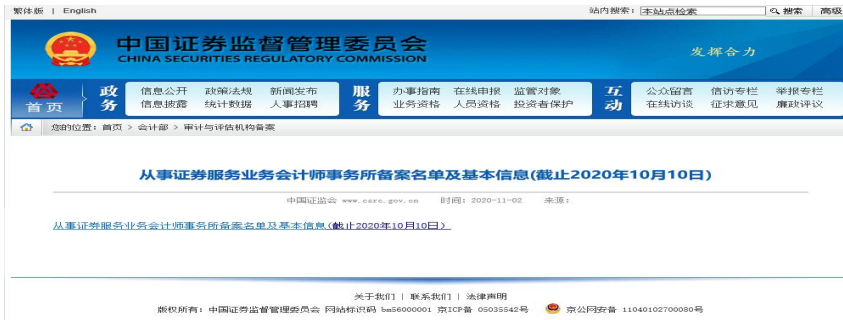 繁体版 | English 站内搜索: 本站点检索 搜索 高级
中国证券监督管理委员会
CHINA SECURITIES REGULATORY COMMISSION
发挥合力
首页 政务 信息公开 政策法规 新闻发布 服务 办事指南 在线申报 监管对象 互动 公众留言 信访专栏 举报专栏
信息披露 统计数据 人事招聘 业务资格 人员资格 投资者保护 在线访谈 征求意见 廉政评议
您的位置: 首页 > 会计部 > 审计与评估机构备案
从事证券服务业务会计师事务所备案名单及基本信息(截止2020年10月10日)
中国证监会 www.csrc.gov.cn 时间: 2020-11-02 来源:
从事证券服务业务会计师事务所备案名单及基本信息(截止2020年10月10日)
关于我们 | 联系我们 | 法律声明
版权所有: 中国证券监督管理委员会 网站标识码 bm56000001 京ICP备 05035542号 京公网安备 11040102700080号